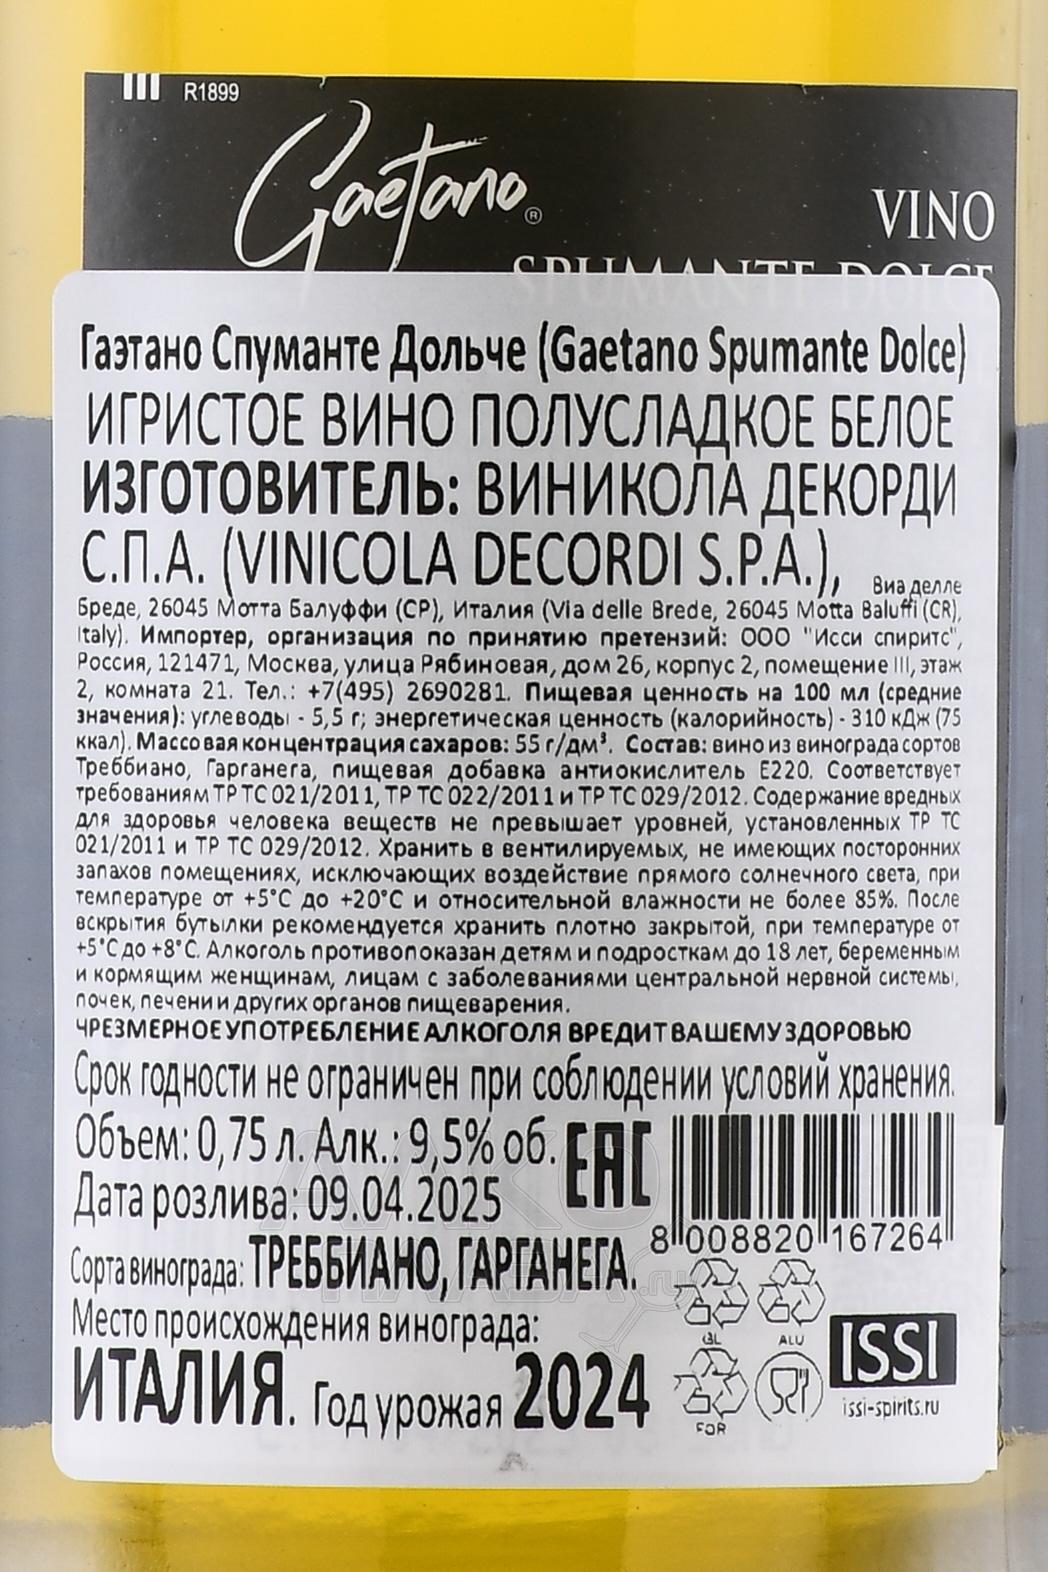 R1899
Gaetano ®
VINO
SPUMANTE DOLCE
Гаэтано Спуманте Дольче (Gaetano Spumante Dolce)
ИГРИСТОЕ ВИНО ПОЛУСЛАДКОЕ БЕЛОЕ
ИЗГОТОВИТЕЛЬ: ВИНИКОЛА ДЕКОРДИ
С.П.А. (VINICOLA DECORDI S.P.A.), Виа делле
Бреде, 26045 Мотта Балуффи (СР), Италия (Via delle Brede, 26045 Motta Baluffi (CR),
Italy). Импортер, организация по принятию претензий: ООО "Исси спиритс",
Россия, 121471, Москва, улица Рябиновая, дом 26, корпус 2, помещение III, этаж
2, комната 21. Тел.: +7(495) 2690281. Пищевая ценность на 100 мл (средние
значения): углеводы - 5,5 г; энергетическая ценность (калорийность) - 310 кДж (75
ккал). Массовая концентрация сахаров: 55 г/дм³. Состав: вино из винограда сортов
Треббиано, Гарганега, пищевая добавка антиокислитель Е220. Соответствует
требованиям ТР ТС 021/2011, ТР ТС 022/2011 и ТР ТС 029/2012. Содержание вредных
для здоровья человека веществ не превышает уровней, установленных ТР ТС
021/2011 и ТР ТС 029/2012. Хранить в вентилируемых, не имеющих посторонних
запахов помещениях, исключающих воздействие прямого солнечного света, при
температуре от +5°С до +20°С и относительной влажности не более 85%. После
вскрытия бутылки рекомендуется хранить плотно закрытой, при температуре от
+5°С до +8°С. Алкоголь противопоказан детям и подросткам до 18 лет, беременным
и кормящим женщинам, лицам с заболеваниями центральной нервной системы,
почек, печени и других органов пищеварения.
ЧРЕЗМЕРНОЕ УПОТРЕБЛЕНИЕ АЛКОГОЛЯ ВРЕДИТ ВАШЕМУ ЗДОРОВЬЮ
Срок годности не ограничен при соблюдении условий хранения.
Объем: 0,75 л. Алк.: 9,5% об. ЕАС
Дата розлива: 09.04.2025
8 008820 167264
Сорта винограда: ТРЕББИАНО, ГАРГАНЕГА.
Место происхождения винограда:
ИТАЛИЯ. Год урожая 2024
GL ALU
FOR
ISSI
issi-spirits.ru